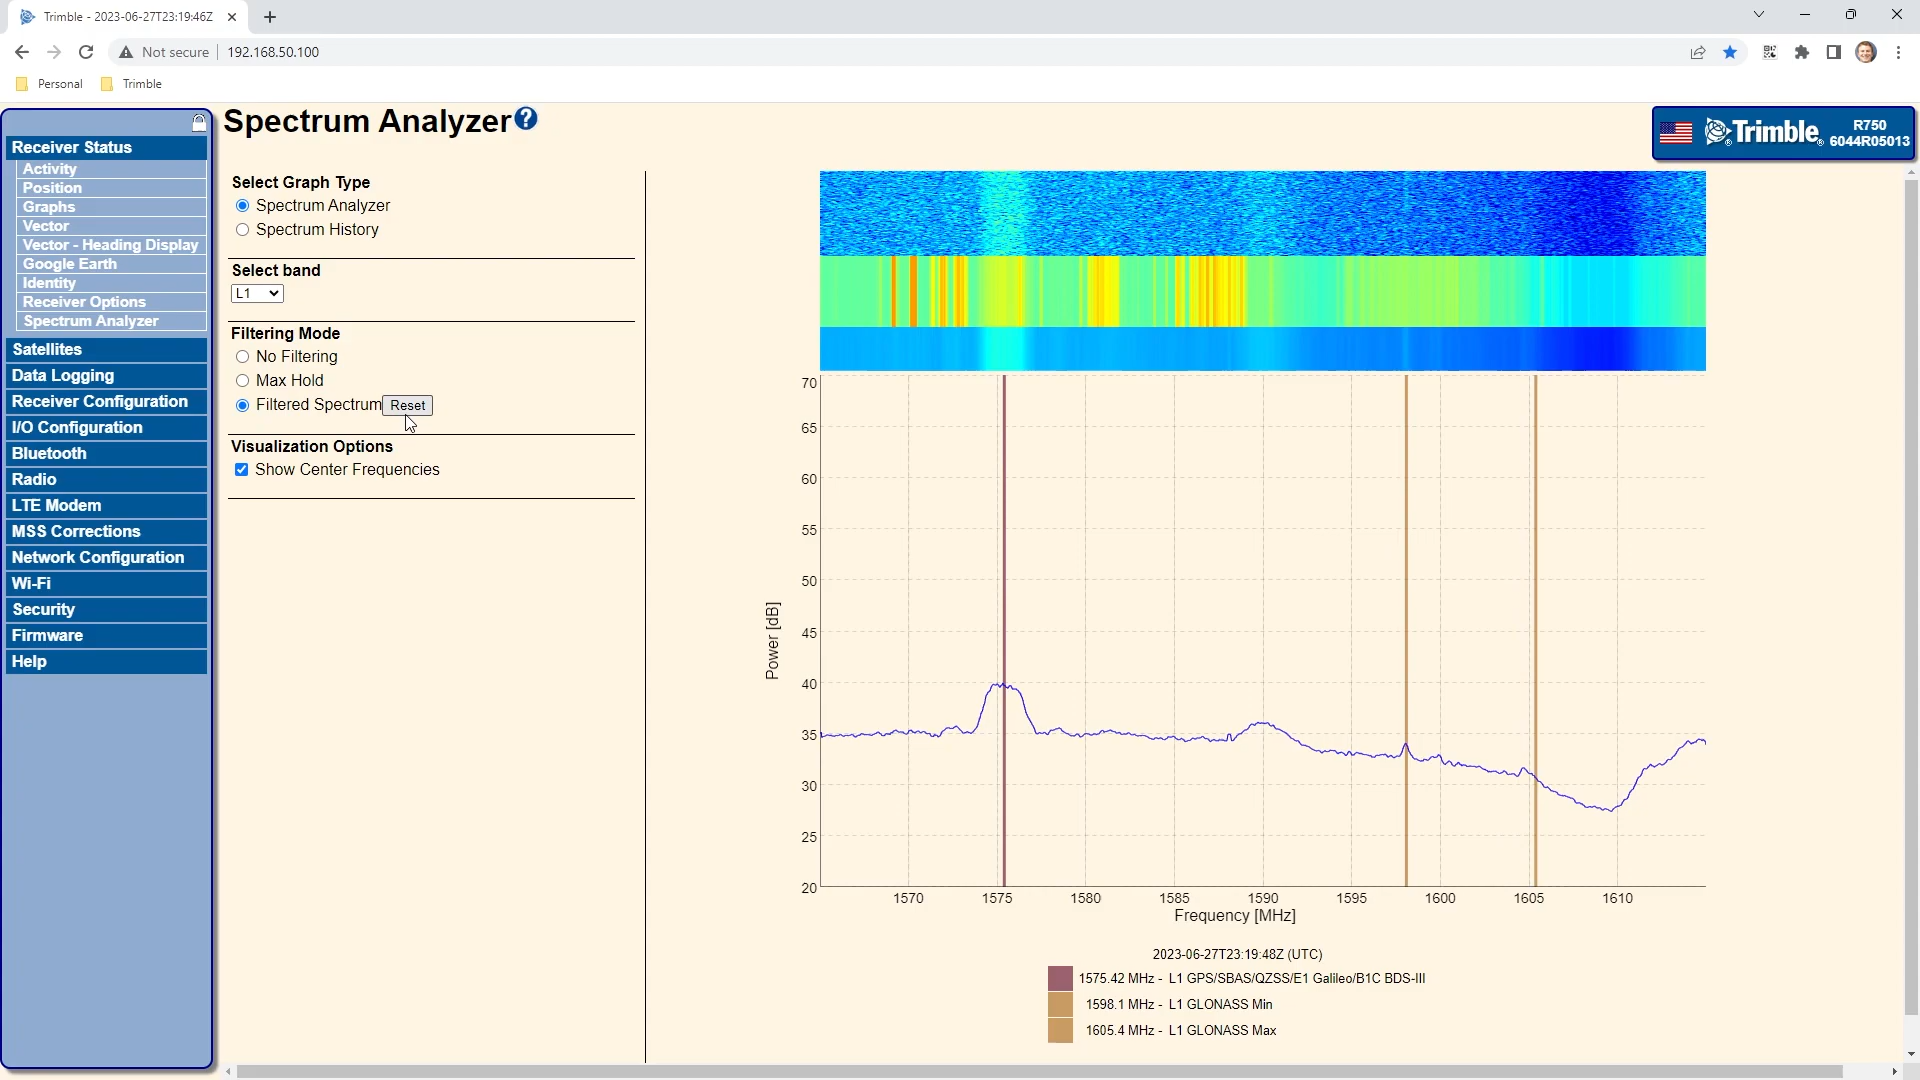 Trimble - 2023-06-27T23:19:46Z
Not secure
192.168.50.100
Personal
Trimble
Spectrum Analyzer?
Trimble
R750
6044R05013
Receiver Status
Activity
Position
Graphs
Vector
Vector - Heading Display
Google Earth
Identity
Receiver Options
Spectrum Analyzer
Satellites
Data Logging
Receiver Configuration
I/O Configuration
Bluetooth
Radio
LTE Modem
MSS Corrections
Network Configuration
Wi-Fi
Security
Firmware
Help
Select Graph Type
Spectrum Analyzer
Spectrum History
Select band
L1
Filtering Mode
No Filtering
Max Hold
Filtered Spectrum Reset
Visualization Options
Show Center Frequencies
70
65
60
55
50
45
40
35
30
25
20
Power [dB]
1570 1575 1580 1585 1590 1595 1600 1605 1610
Frequency [MHz]
2023-06-27T23:19:48Z (UTC)
1575.42 MHz - L1 GPS/SBAS/QZSS/E1 Galileo/B1C BDS-III
1598.1 MHz - L1 GLONASS Min
1605.4 MHz - L1 GLONASS Max